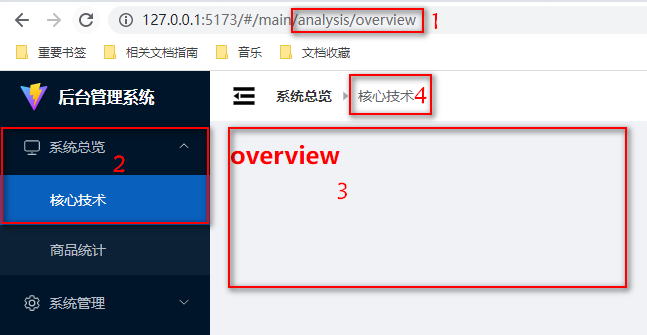 127.0.0.1:5173/#/main/analysis/overview 1
重要书签 相关文档指南 音乐 文档收藏
后台管理系统 系统总览 核心技术 4
系统总览 2
overview
3
核心技术
商品统计
系统管理